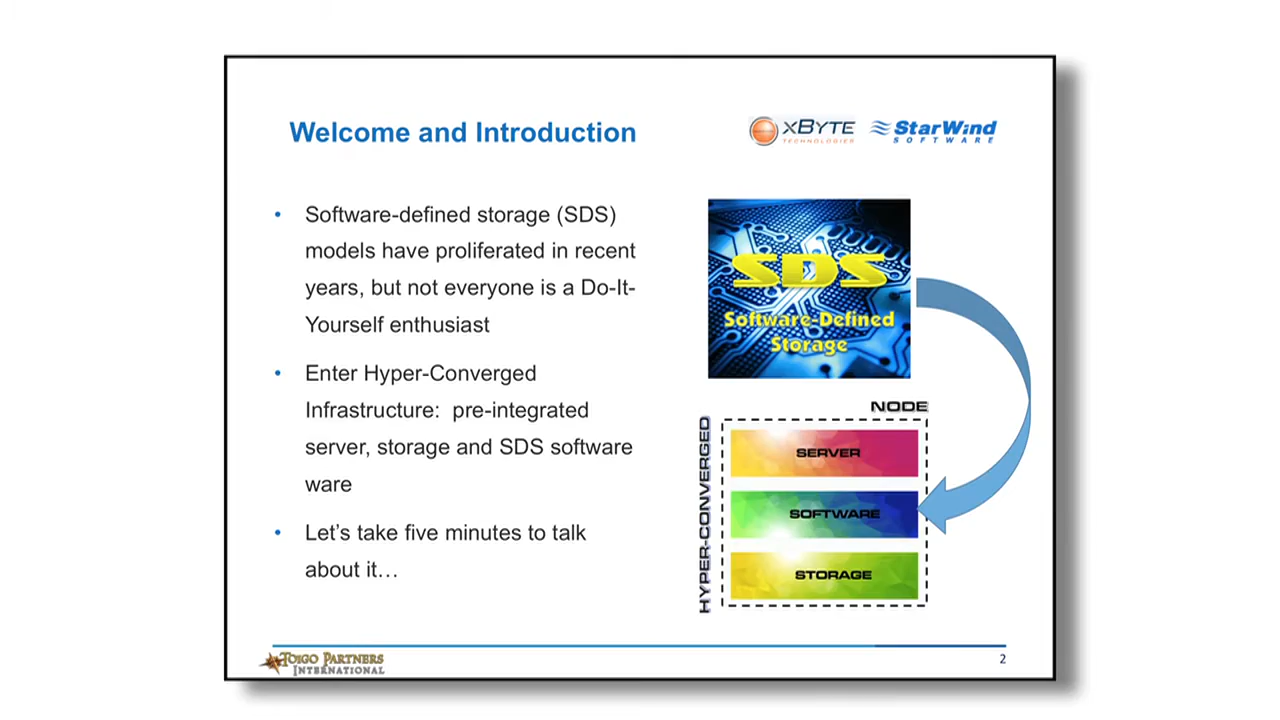 Welcome and Introduction
xByte
TECHNOLOGIES
StarWind
SOFTWARE
• Software-defined storage (SDS)
models have proliferated in recent
years, but not everyone is a Do-It-
Yourself enthusiast
• Enter Hyper-Converged
Infrastructure:  pre-integrated
server, storage and SDS software
ware
• Let’s take five minutes to talk
about it…
SDS
Software-Defined
Storage
NODE
HYPER-CONVERGED
SERVER
SOFTWARE
STORAGE
Toigo Partners
International
2